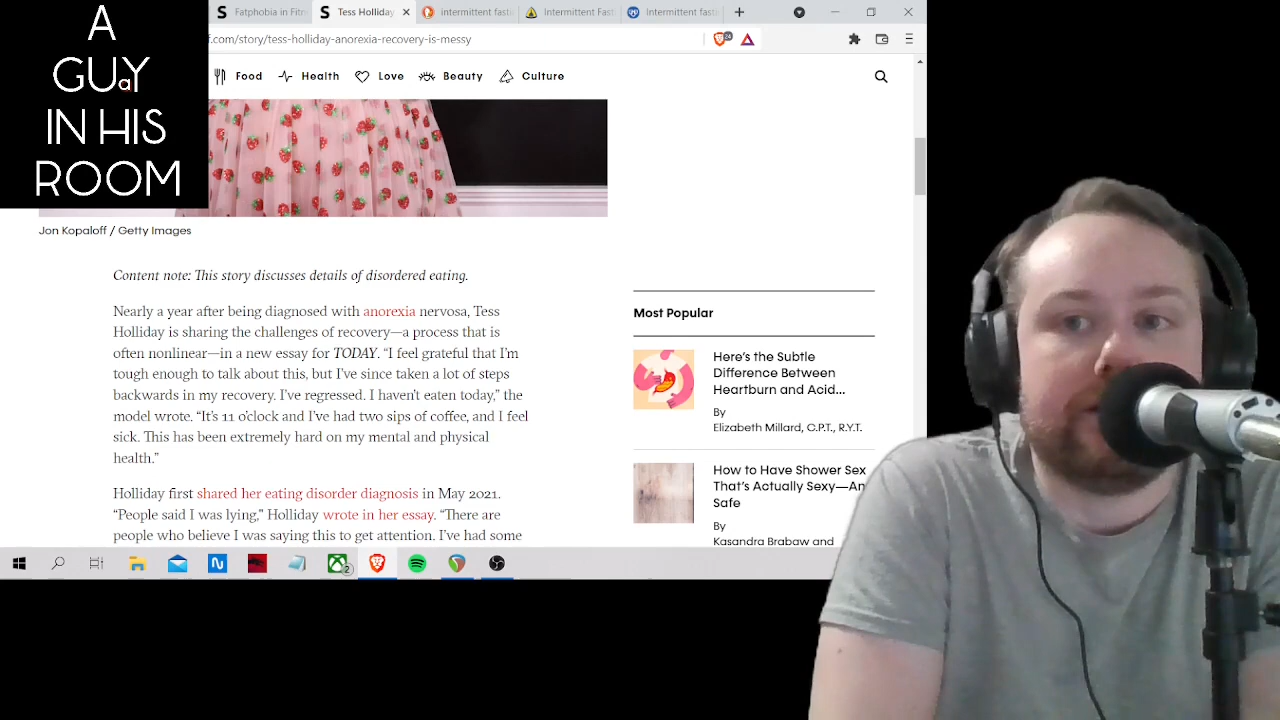 A
GUY
a
IN HIS
ROOM
Fatphobia in Fitn
Tess Holliday
intermittent fasti
Intermittent Fast
Intermittent fasti
f.com/story/tess-holliday-anorexia-recovery-is-messy
24
Food
Health
Love
Beauty
Culture
Jon Kopaloff / Getty Images
Content note: This story discusses details of disordered eating.
Nearly a year after being diagnosed with anorexia nervosa, Tess
Holliday is sharing the challenges of recovery—a process that is
often nonlinear—in a new essay for TODAY. “I feel grateful that I’m
tough enough to talk about this, but I’ve since taken a lot of steps
backwards in my recovery. I’ve regressed. I haven’t eaten today,” the
model wrote. “It’s 11 o’clock and I’ve had two sips of coffee, and I feel
sick. This has been extremely hard on my mental and physical
health.”
Holliday first shared her eating disorder diagnosis in May 2021.
“People said I was lying,” Holliday wrote in her essay. “There are
people who believe I was saying this to get attention. I’ve had some
Most Popular
Here’s the Subtle
Difference Between
Heartburn and Acid...
By
Elizabeth Millard, C.P.T., R.Y.T.
How to Have Shower Sex
That’s Actually Sexy—An
Safe
By
Kasandra Brabaw and
2